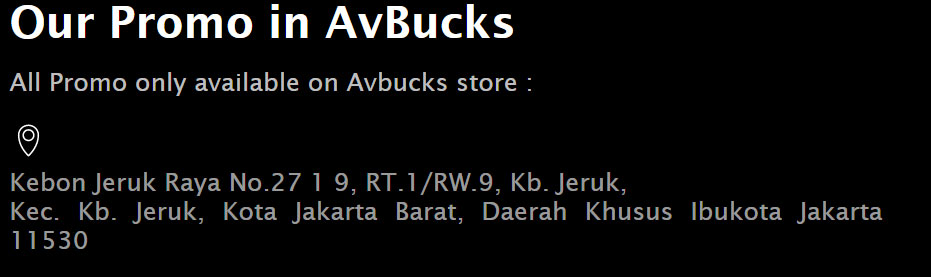 Our Promo in AvBucks
All Promo only available on Avbucks store :
Kebon Jeruk Raya No.27 1 9, RT.1/RW.9, Kb. Jeruk,
Kec. Kb. Jeruk, Kota Jakarta Barat, Daerah Khusus Ibukota Jakarta
11530